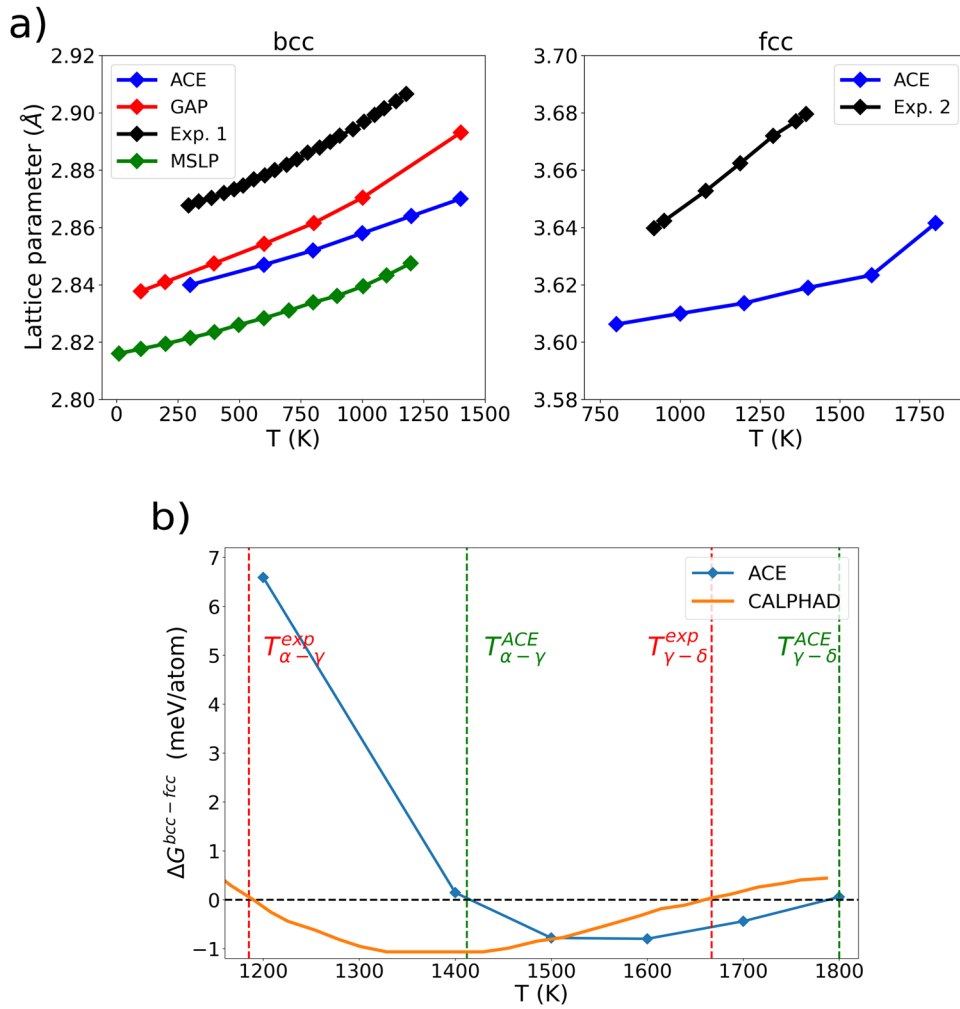 a)
bcc
fcc
2.92
2.90
2.88
2.86
2.84
2.82
2.80
Lattice parameter (Å)
ACE
GAP
Exp. 1
MSLP
0 250 500 750 1000 1250 1500
T (K)
3.70
3.68
3.66
3.64
3.62
3.60
3.58
ACE
Exp. 2
750 1000 1250 1500 1750
T (K)
b)
7
6
5
4
3
2
1
0
−1
ΔG^{bcc−fcc} (meV/atom)
ACE
CALPHAD
T^{exp}_{α−γ}
T^{ACE}_{α−γ}
T^{exp}_{γ−δ}
T^{ACE}_{γ−δ}
1200 1300 1400 1500 1600 1700 1800
T (K)